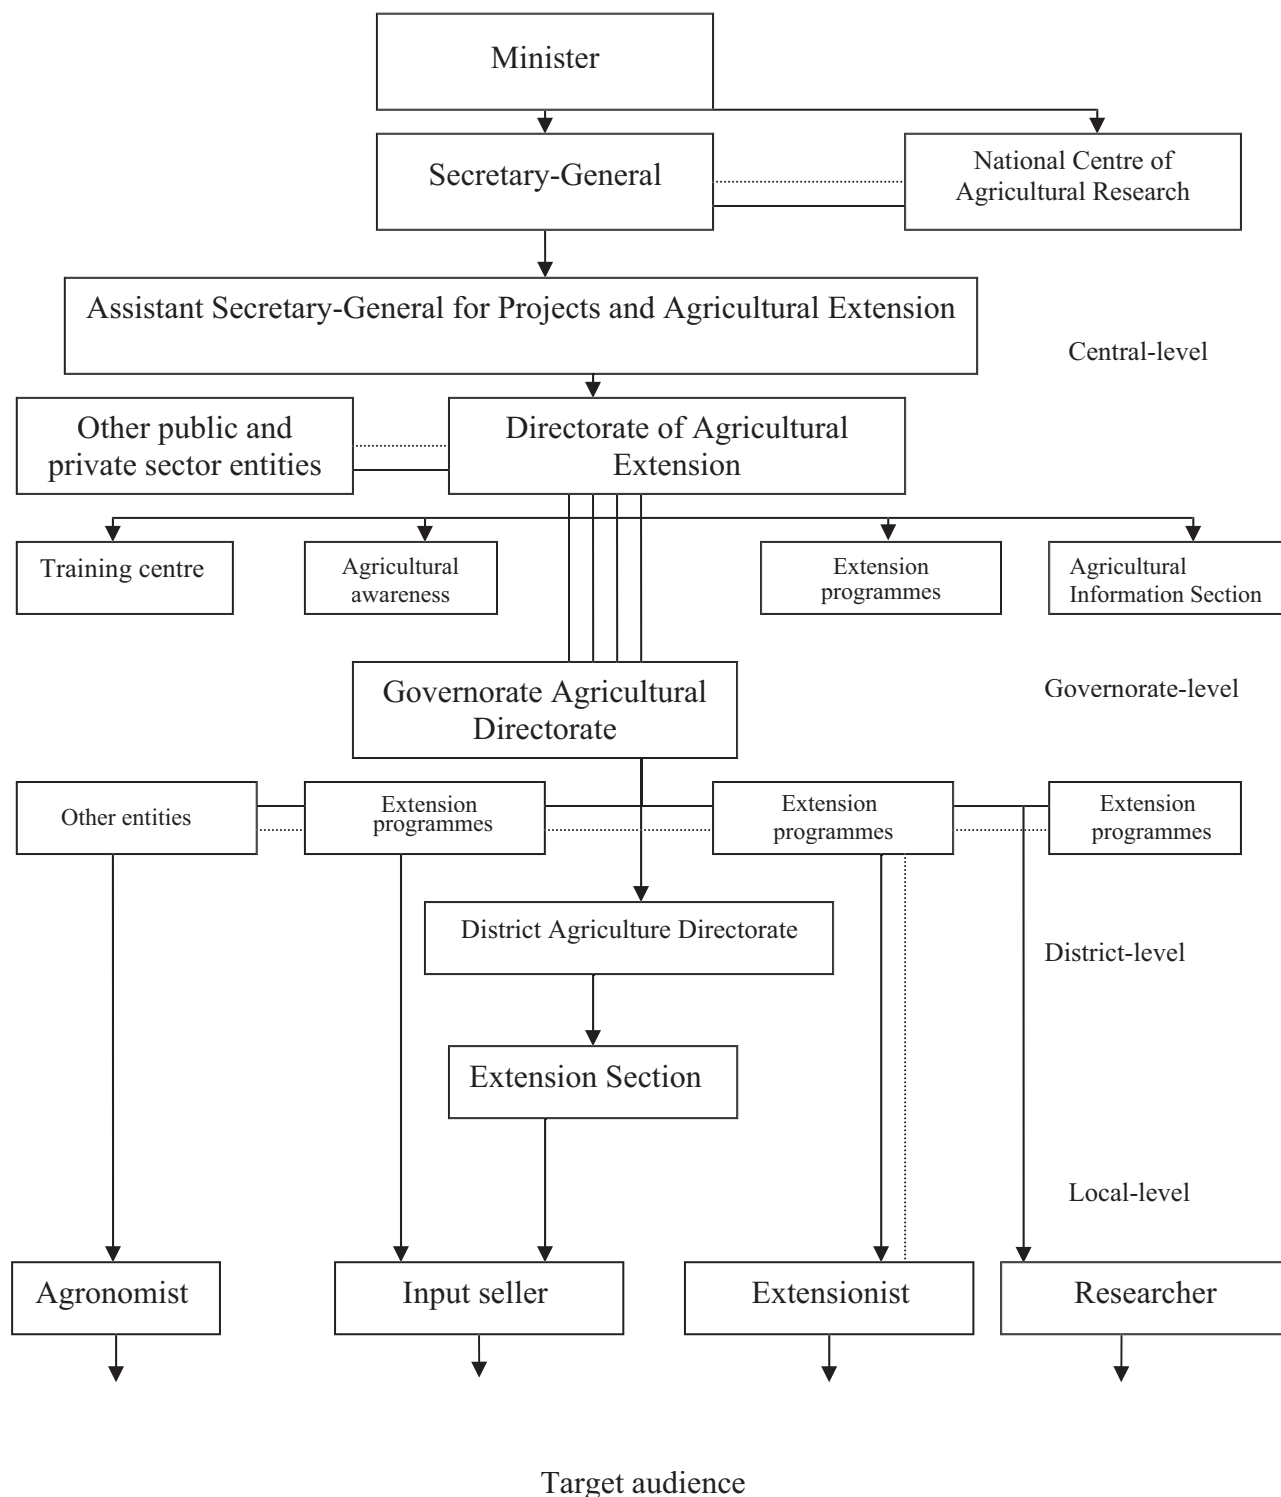 Minister
Secretary-General
National Centre of
Agricultural Research
Assistant Secretary-General for Projects and Agricultural Extension
Central-level
Other public and
private sector entities
Directorate of Agricultural
Extension
Training centre
Agricultural
awareness
Extension
programmes
Agricultural
Information Section
Governorate Agricultural
Directorate
Governorate-level
Other entities
Extension
programmes
Extension
programmes
Extension
programmes
District Agriculture Directorate
District-level
Extension Section
Local-level
Agronomist
Input seller
Extensionist
Researcher
Target audience